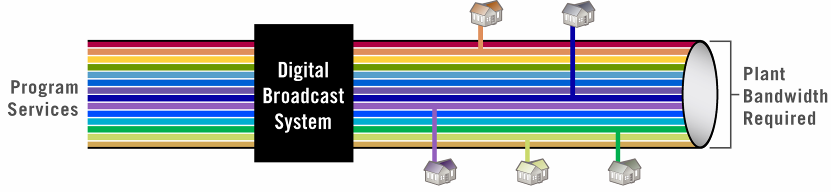 Program
Services
Digital
Broadcast
System
Plant
Bandwidth
Required